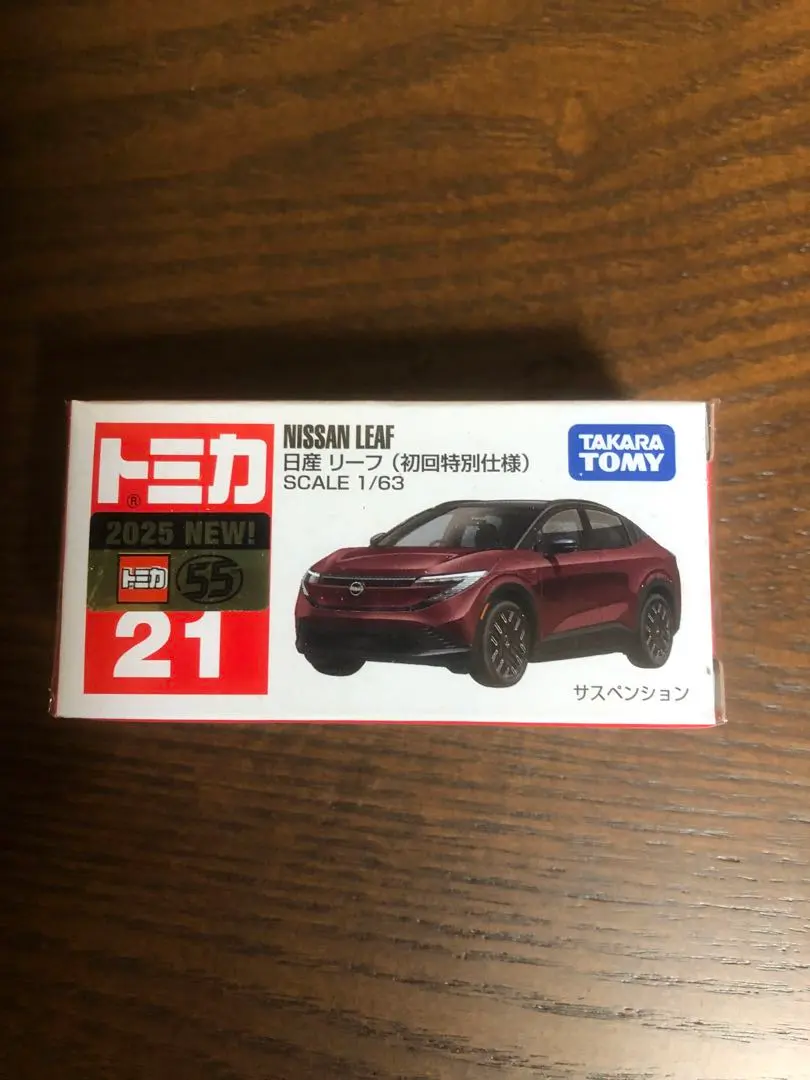 トミカ
®
2025 NEW!
トミカ 55
21
NISSAN LEAF
日産 リーフ (初回特別仕様)
SCALE 1/63
TAKARA
TOMY
サスペンション